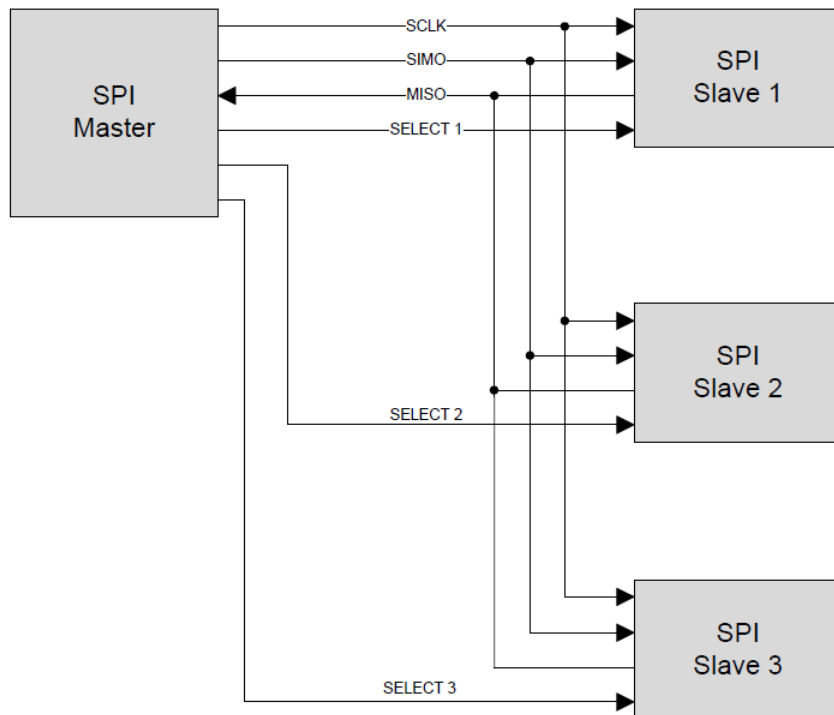 SPI
Master
SCLK
SIMO
MISO
SELECT 1
SPI
Slave 1
SPI
Slave 2
SELECT 2
SPI
Slave 3
SELECT 3